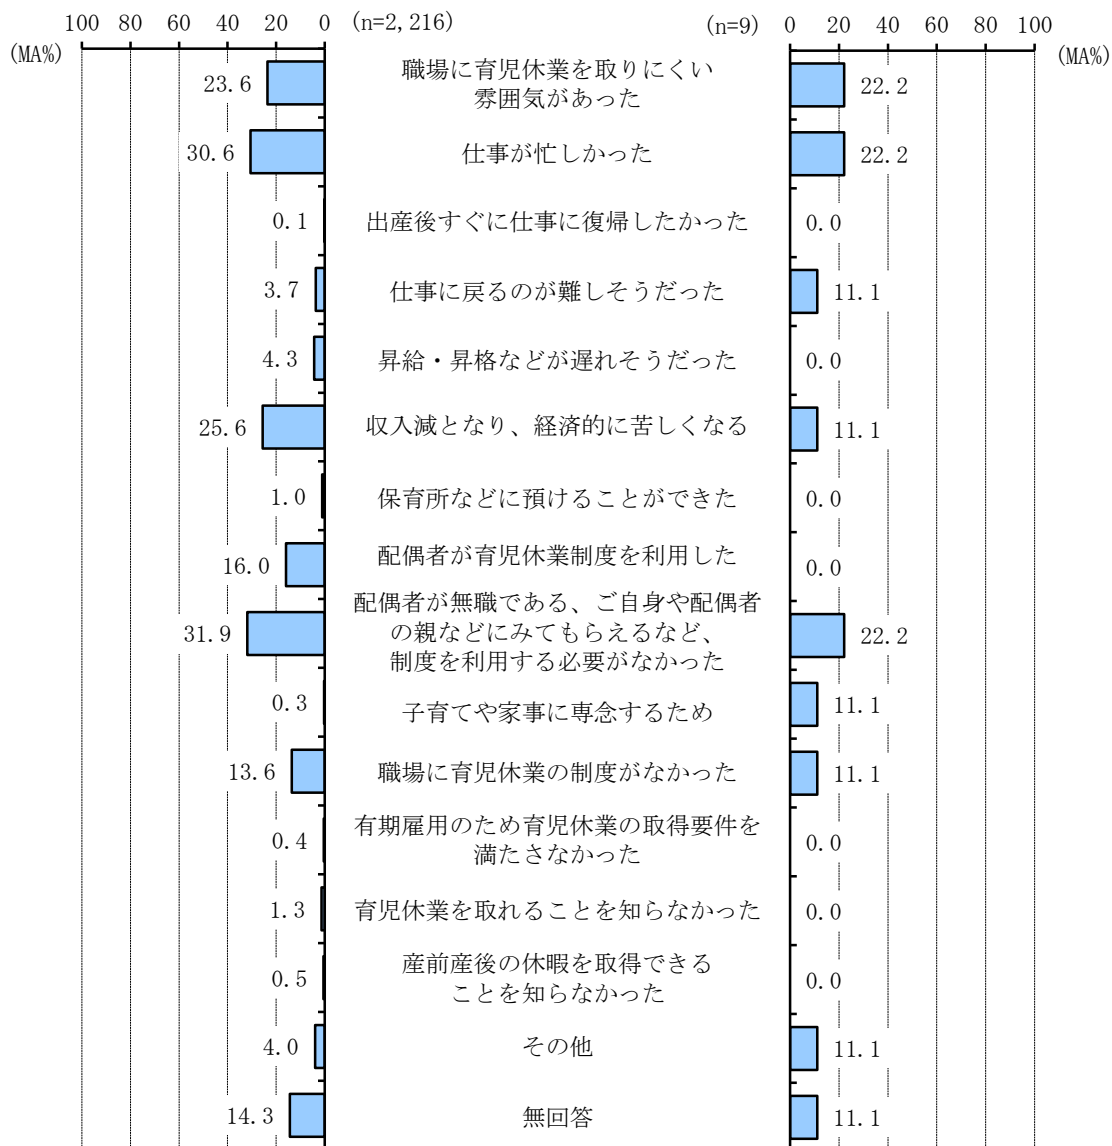 100 80 60 40 20 0 (n=2,216) (n=9) 0 20 40 60 80 100
(MA%) (MA%)
23.6 職場に育児休業を取りにくい 22.2
雰囲気があった
30.6 仕事が忙しかった 22.2
0.1 出産後すぐに仕事に復帰したかった 0.0
3.7 仕事に戻るのが難しそうだった 11.1
4.3 昇給・昇格などが遅れそうだった 0.0
25.6 収入減となり、経済的に苦しくなる 11.1
1.0 保育所などに預けることができた 0.0
16.0 配偶者が育児休業制度を利用した 0.0
配偶者が無職である、ご自身や配偶者
31.9 の親などにみてもらえるなど、 22.2
制度を利用する必要がなかった
0.3 子育てや家事に専念するため 11.1
13.6 職場に育児休業の制度がなかった 11.1
0.4 有期雇用のため育児休業の取得要件を 0.0
満たさなかった
1.3 育児休業を取れることを知らなかった 0.0
0.5 産前産後の休暇を取得できる 0.0
ことを知らなかった
4.0 その他 11.1
14.3 無回答 11.1